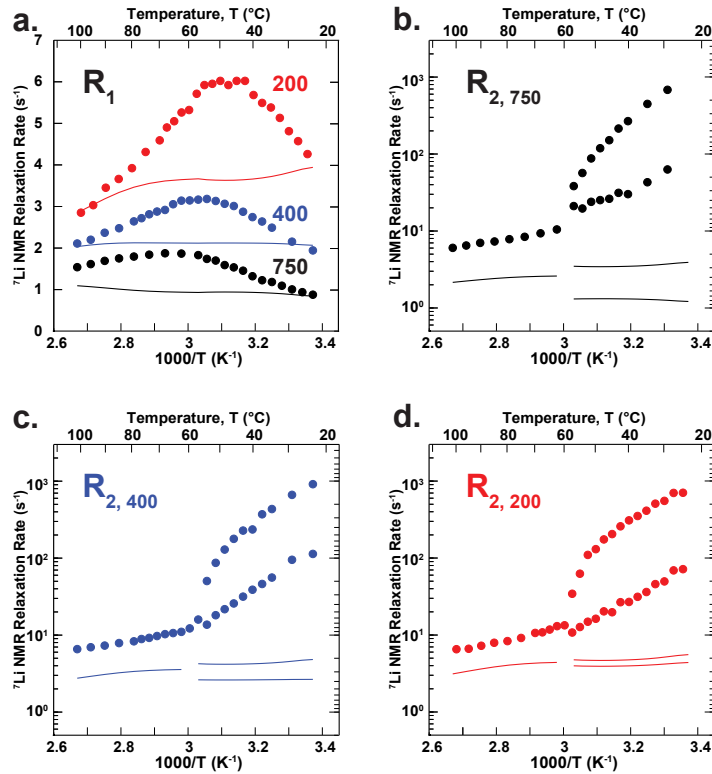 a.
Temperature, T (°C)
100 80 60 40 20
R1
200
400
750
⁷Li NMR Relaxation Rate (s⁻¹)
7
6
5
4
3
2
1
0
2.6 2.8 3 3.2 3.4
1000/T (K⁻¹)
b.
Temperature, T (°C)
100 80 60 40 20
R2, 750
⁷Li NMR Relaxation Rate (s⁻¹)
10³
10²
10¹
10⁰
2.6 2.8 3 3.2 3.4
1000/T (K⁻¹)
c.
Temperature, T (°C)
100 80 60 40 20
R2, 400
⁷Li NMR Relaxation Rate (s⁻¹)
10³
10²
10¹
10⁰
2.6 2.8 3 3.2 3.4
1000/T (K⁻¹)
d.
Temperature, T (°C)
100 80 60 40 20
R2, 200
⁷Li NMR Relaxation Rate (s⁻¹)
10³
10²
10¹
10⁰
2.6 2.8 3 3.2 3.4
1000/T (K⁻¹)